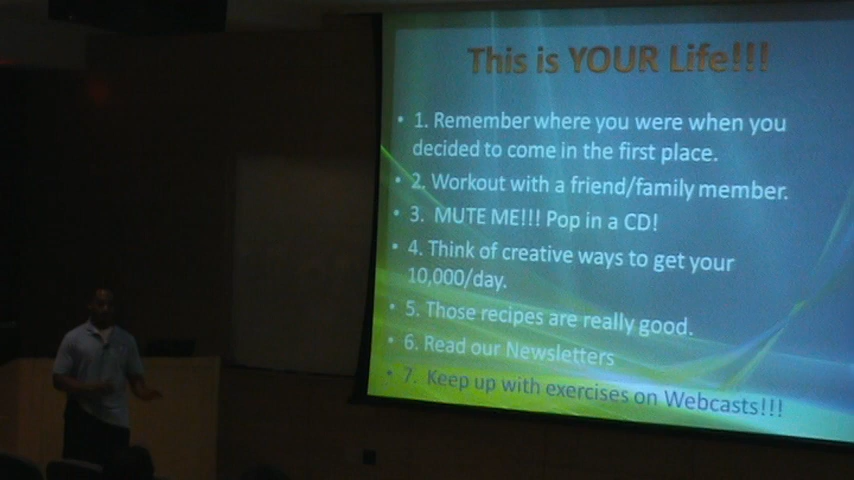 This is YOUR Life!!!
• 1. Remember where you were when you
decided to come in the first place.
• 2. Workout with a friend/family member.
• 3. MUTE ME!!! Pop in a CD!
• 4. Think of creative ways to get your
10,000/day.
• 5. Those recipes are really good.
• 6. Read our Newsletters
• 7. Keep up with exercises on Webcasts!!!